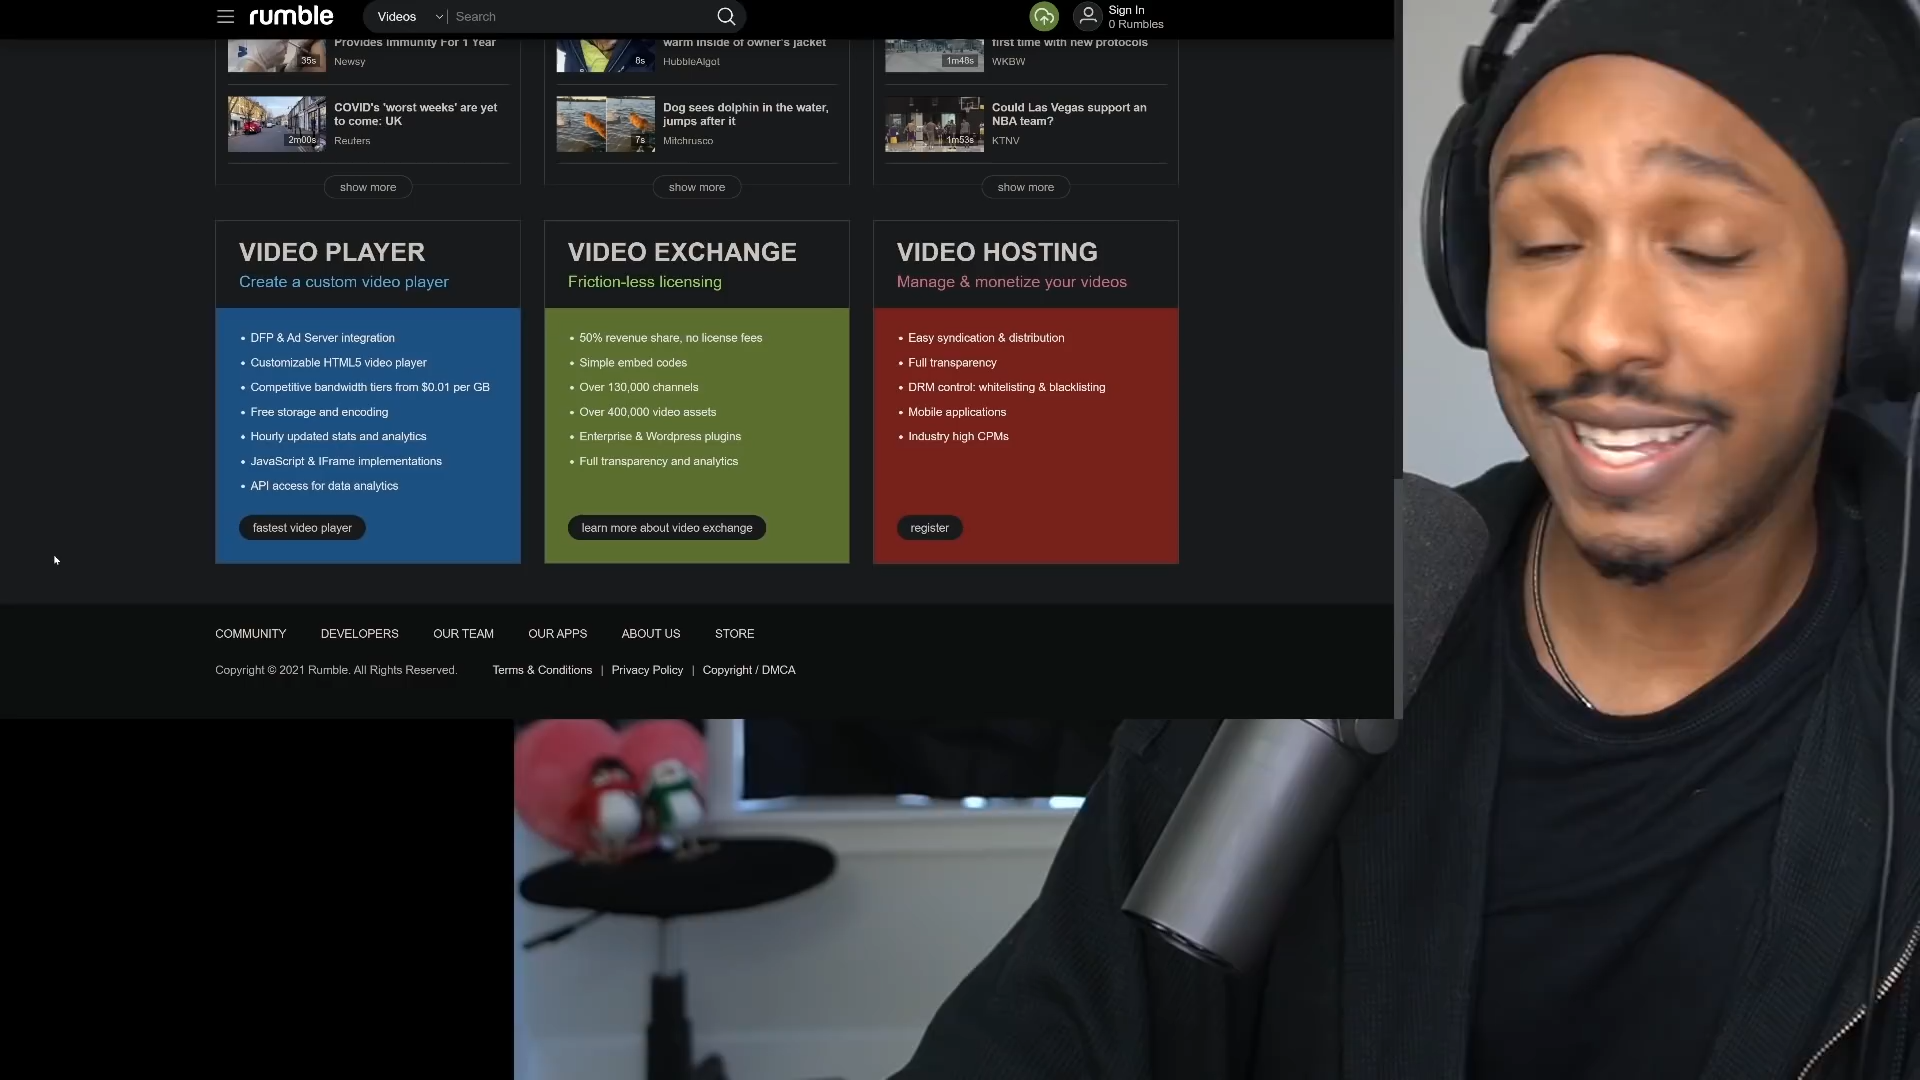 rumble
Videos
Search
Sign In
0 Rumbles
Provides Immunity For 1 Year
35s
Newsy
COVID's 'worst weeks' are yet
to come: UK
2m00s
Reuters
show more
warm inside of owner's jacket
8s
HubbleAlgot
Dog sees dolphin in the water,
jumps after it
7s
Mitchrusco
show more
first time with new protocols
1m48s
WKBW
Could Las Vegas support an
NBA team?
1m53s
KTNV
show more
VIDEO PLAYER
Create a custom video player
• DFP & Ad Server integration
• Customizable HTML5 video player
• Competitive bandwidth tiers from $0.01 per GB
• Free storage and encoding
• Hourly updated stats and analytics
• JavaScript & IFrame implementations
• API access for data analytics
fastest video player
VIDEO EXCHANGE
Friction-less licensing
• 50% revenue share, no license fees
• Simple embed codes
• Over 130,000 channels
• Over 400,000 video assets
• Enterprise & Wordpress plugins
• Full transparency and analytics
learn more about video exchange
VIDEO HOSTING
Manage & monetize your videos
• Easy syndication & distribution
• Full transparency
• DRM control: whitelisting & blacklisting
• Mobile applications
• Industry high CPMs
register
COMMUNITY DEVELOPERS OUR TEAM OUR APPS ABOUT US STORE
Copyright © 2021 Rumble. All Rights Reserved. Terms & Conditions | Privacy Policy | Copyright / DMCA